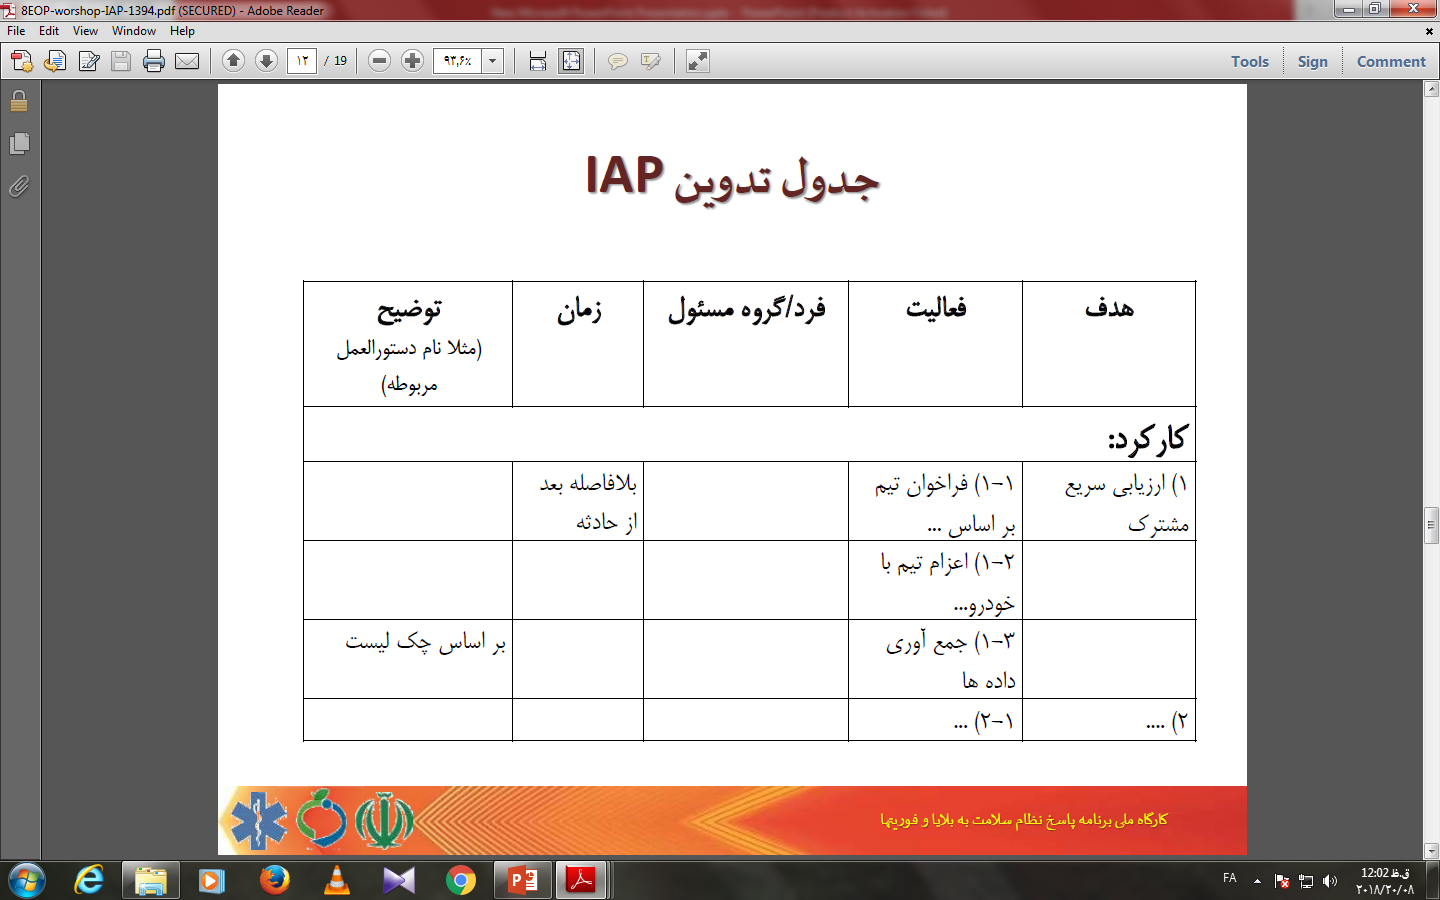 8EOP-worshop-IAP-1394.pdf (SECURED) - Adobe Reader
File Edit View Window Help
۱۲ / 19 ۹۳,۶٪ Tools Sign Comment
جدول تدوین IAP
هدف فعالیت فرد/گروه مسئول زمان توضیح
(مثلا نام دستورالعمل
مربوطه)
کارکرد:
۱) ارزیابی سریع ۱-۱) فراخوان تیم بلافاصله بعد
مشترک بر اساس ... از حادثه
۱-۲) اعزام تیم با
خودرو...
۱-۳) جمع آوری بر اساس چک لیست
داده ها
۲) .... ۲-۱) ...
کارگاه ملی برنامه پاسخ نظام سلامت به بلایا و فوریتها
FA 12:02 ق.ظ
۲۰۱۸/۲۰/۰۸